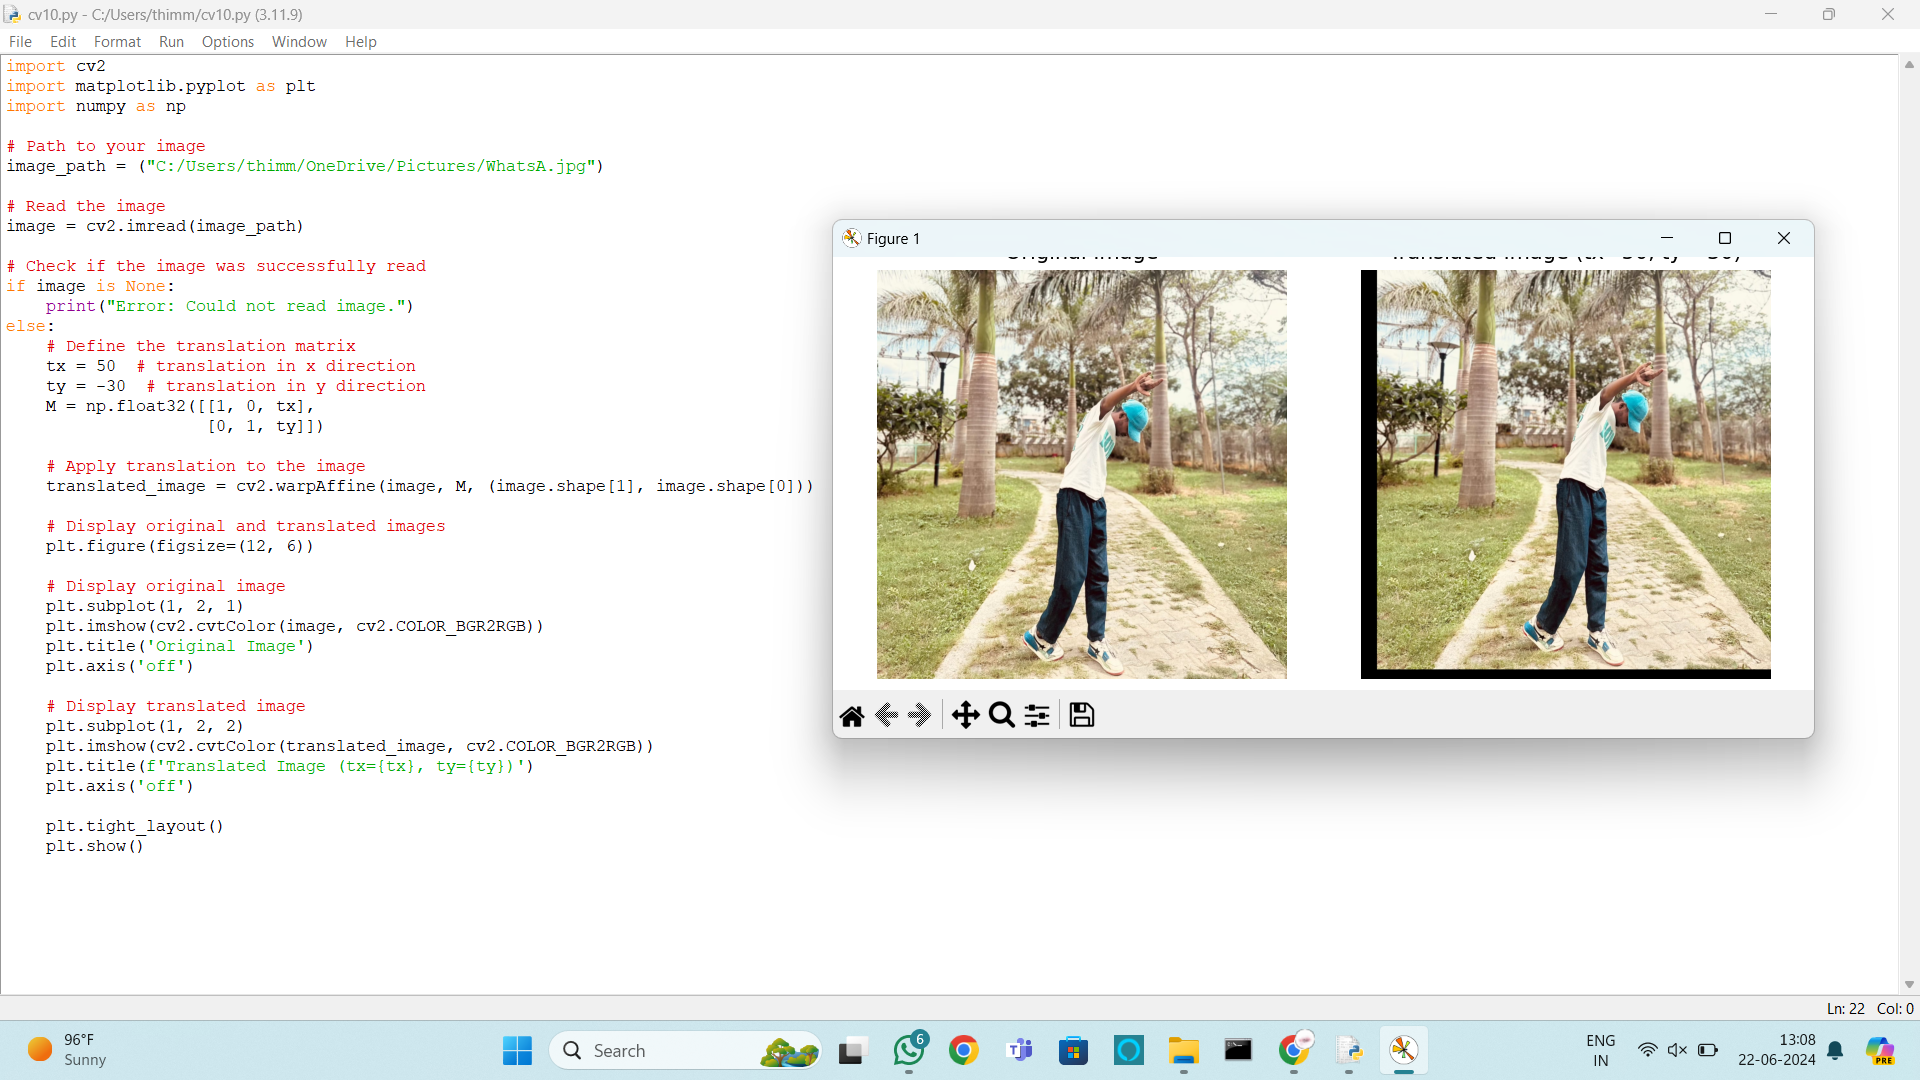 cv10.py - C:/Users/thimm/cv10.py (3.11.9)
File Edit Format Run Options Window Help
import cv2
import matplotlib.pyplot as plt
import numpy as np
# Path to your image
image_path = ("C:/Users/thimm/OneDrive/Pictures/WhatsA.jpg")
# Read the image
image = cv2.imread(image_path)
# Check if the image was successfully read
if image is None:
    print("Error: Could not read image.")
else:
    # Define the translation matrix
    tx = 50  # translation in x direction
    ty = -30  # translation in y direction
    M = np.float32([[1, 0, tx],
                    [0, 1, ty]])
    # Apply translation to the image
    translated_image = cv2.warpAffine(image, M, (image.shape[1], image.shape[0]))
    # Display original and translated images
    plt.figure(figsize=(12, 6))
    # Display original image
    plt.subplot(1, 2, 1)
    plt.imshow(cv2.cvtColor(image, cv2.COLOR_BGR2RGB))
    plt.title('Original Image')
    plt.axis('off')
    # Display translated image
    plt.subplot(1, 2, 2)
    plt.imshow(cv2.cvtColor(translated_image, cv2.COLOR_BGR2RGB))
    plt.title(f'Translated Image (tx={tx}, ty={ty})')
    plt.axis('off')
    plt.tight_layout()
    plt.show()
Figure 1
Original Image
Ln: 22 Col: 0
96°F
Sunny
Search
6
ENG
IN
13:08
22-06-2024
PRE